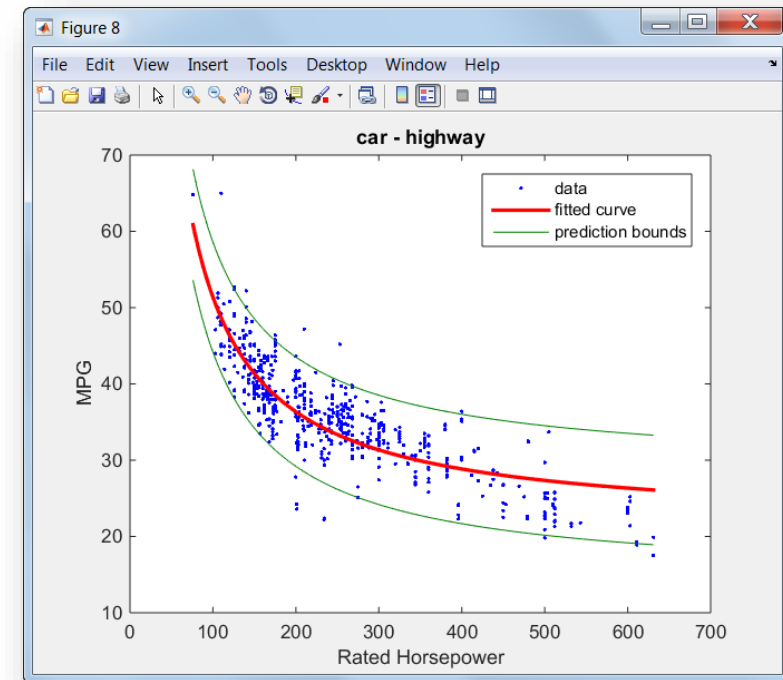 Figure 8
File Edit View Insert Tools Desktop Window Help
car - highway
data
fitted curve
prediction bounds
70
60
50
40
30
20
10
MPG
0 100 200 300 400 500 600 700
Rated Horsepower